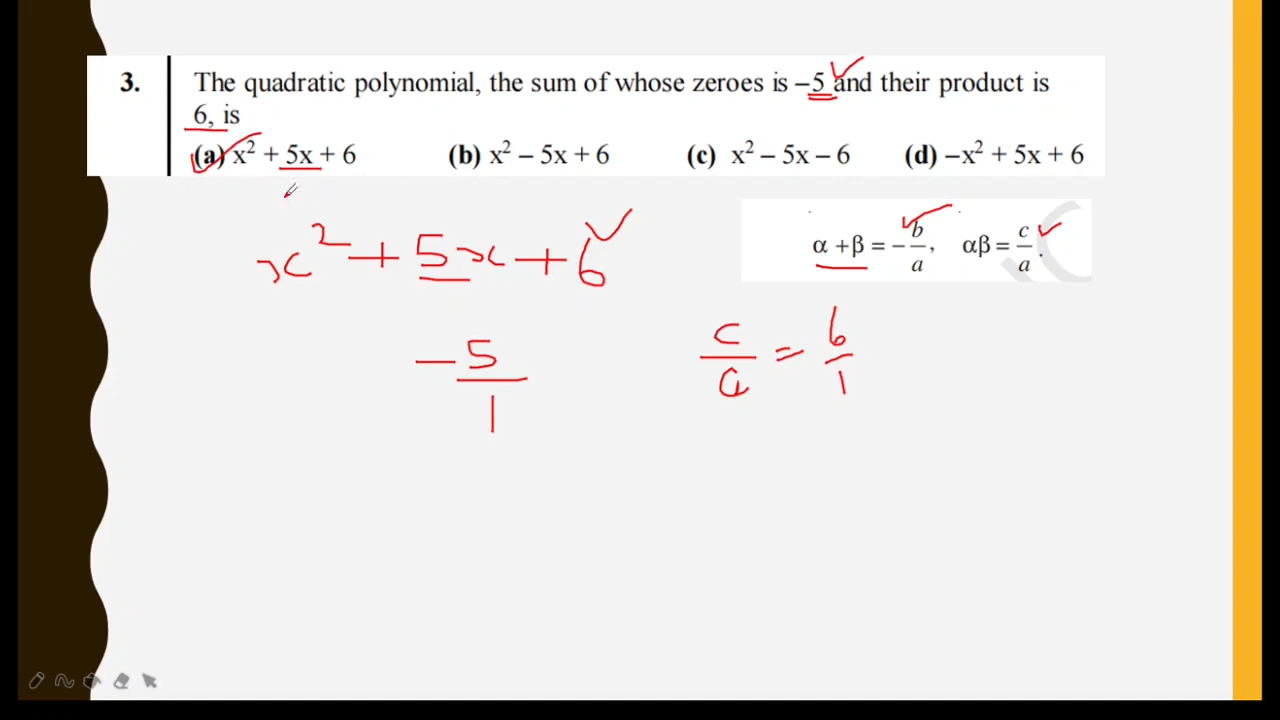 3. The quadratic polynomial, the sum of whose zeroes is –5 and their product is
6, is
(a) x² + 5x + 6 (b) x² – 5x + 6 (c) x² – 5x – 6 (d) –x² + 5x + 6
α + β = – b/a, αβ = c/a.
x² + 5x + 6
–5/1
c/a = 6/1